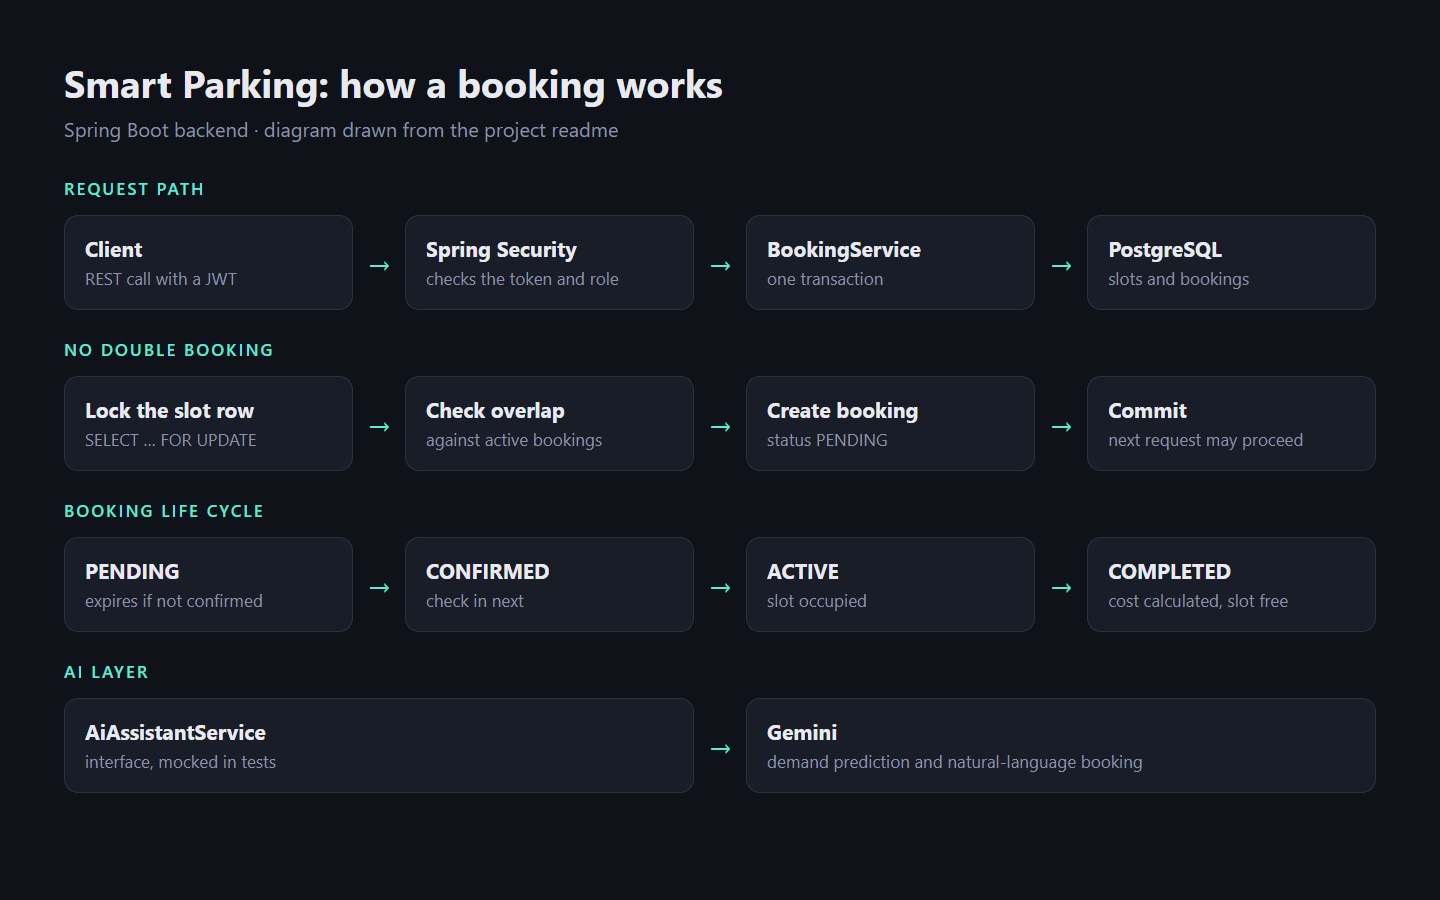 Smart Parking: how a booking works
Spring Boot backend · diagram drawn from the project readme
REQUEST PATH
Client
REST call with a JWT
→
Spring Security
checks the token and role
→
BookingService
one transaction
→
PostgreSQL
slots and bookings
NO DOUBLE BOOKING
Lock the slot row
SELECT ... FOR UPDATE
→
Check overlap
against active bookings
→
Create booking
status PENDING
→
Commit
next request may proceed
BOOKING LIFE CYCLE
PENDING
expires if not confirmed
→
CONFIRMED
check in next
→
ACTIVE
slot occupied
→
COMPLETED
cost calculated, slot free
AI LAYER
AiAssistantService
interface, mocked in tests
→
Gemini
demand prediction and natural-language booking